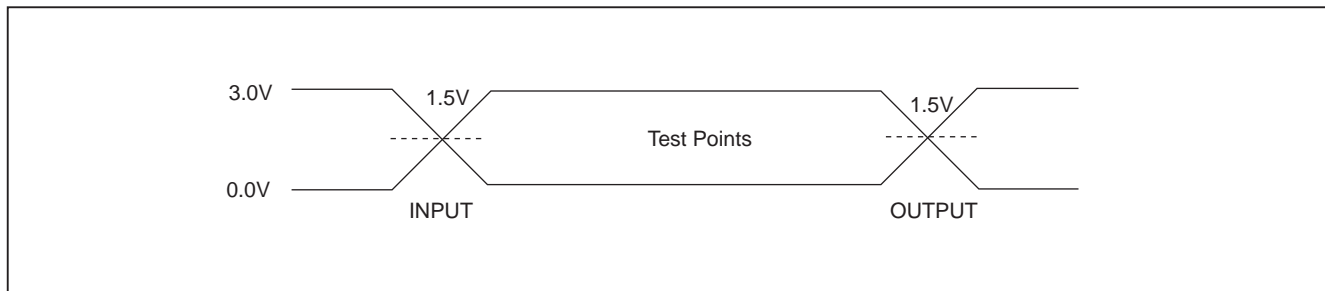 3.0V
1.5V
1.5V
Test Points
0.0V
INPUT
OUTPUT